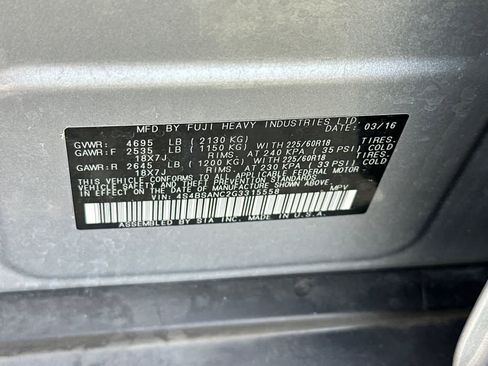 MFD BY FUJI HEAVY INDUSTRIES LTD.
DATE: 03/16
GVWR: 4695 LB (2130 KG)
GAWR:F 2535 LB (1150 KG) WITH 225/60R18 TIRES.
18X7J RIMS. AT 240 KPA (35 PSI) COLD.
GAWR:R 2645 LB (1200 KG) WITH 225/60R18 TIRES.
18X7J RIMS. AT 230 KPA (33 PSI) COLD.
THIS VEHICLE CONFORMS TO ALL APPLICABLE FEDERAL MOTOR
VEHICLE SAFETY AND BUMPER STANDARDS IN EFFECT
ON THE DATE OF MANUFACTURE SHOWN ABOVE.
VIN: 4S4BSANC2G3315558 MPV
ASSEMBLED BY SIA INC. MADE IN U.S.A.